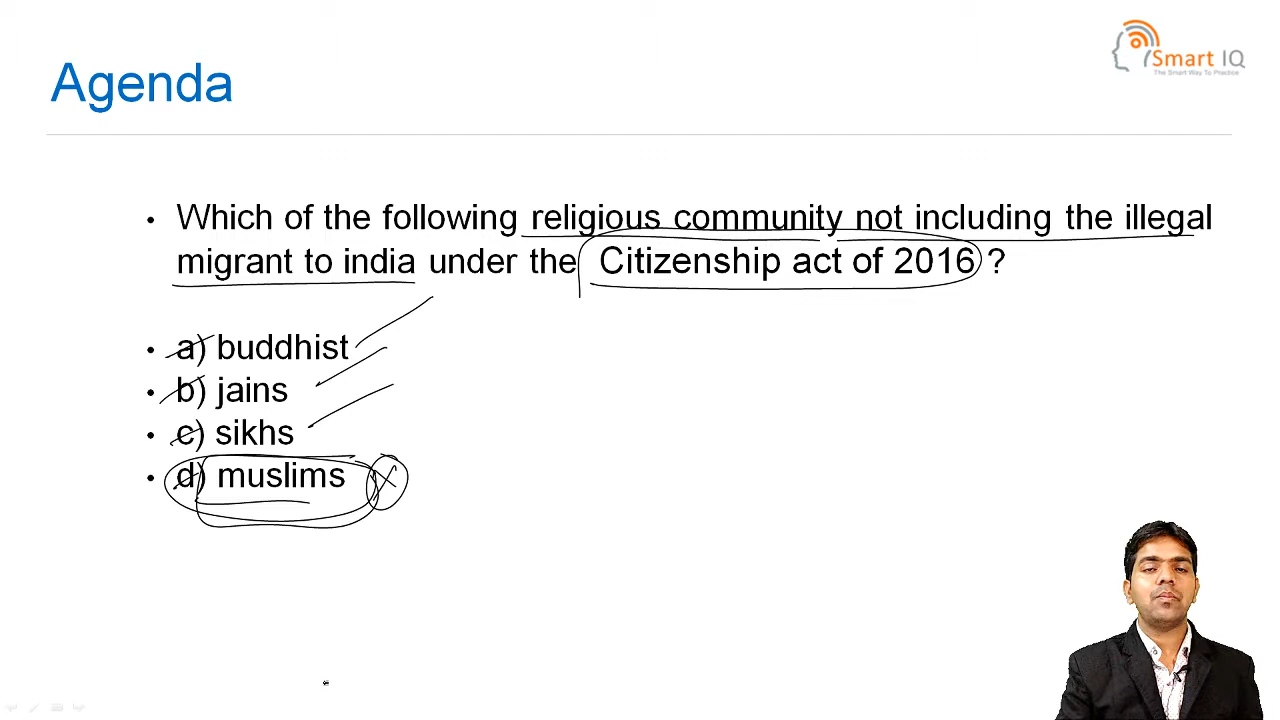 Smart IQ
The Smart Way To Practice
Agenda
• Which of the following religious community not including the illegal
migrant to india under the Citizenship act of 2016 ?
• a) buddhist
• b) jains
• c) sikhs
• d) muslims